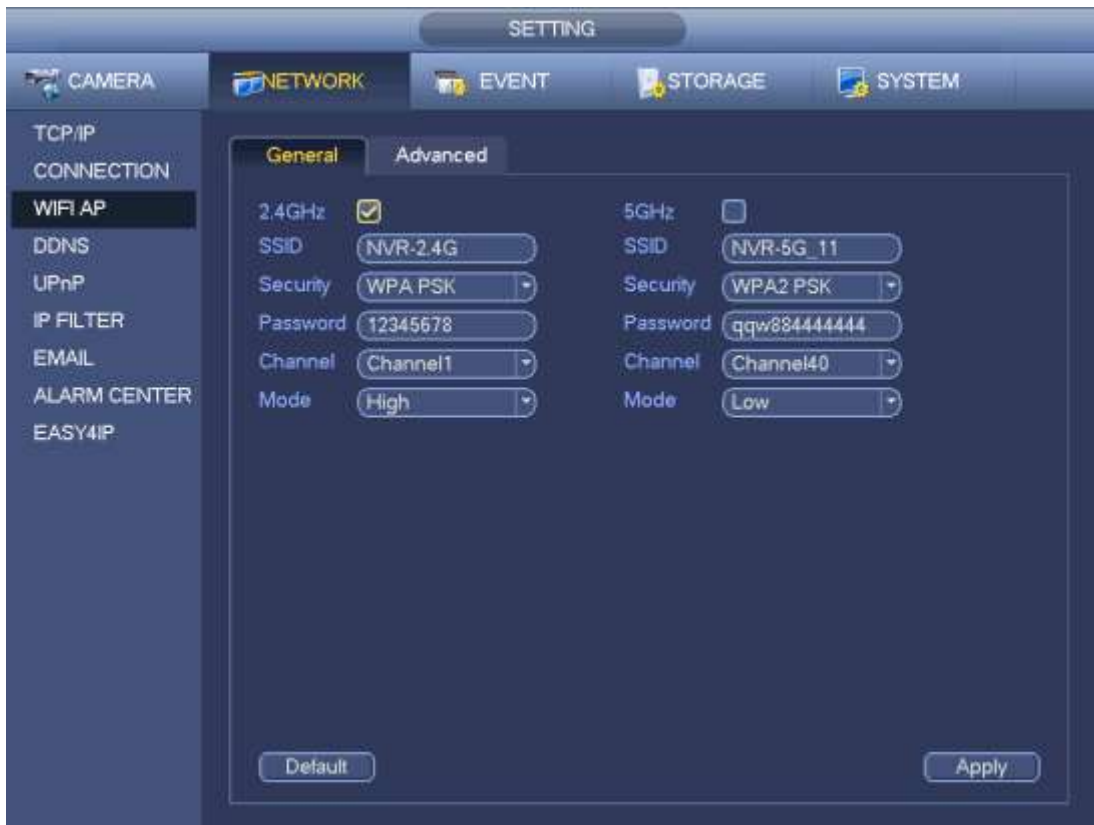 SETTING
CAMERA NETWORK EVENT STORAGE SYSTEM
TCP/IP
CONNECTION
WIFI AP
DDNS
UPnP
IP FILTER
EMAIL
ALARM CENTER
EASY4IP
General Advanced
2.4GHz 5GHz
SSID NVR-2.4G SSID NVR-5G_11
Security WPA PSK Security WPA2 PSK
Password 12345678 Password qqw884444444
Channel Channel1 Channel Channel40
Mode High Mode Low
Default Apply